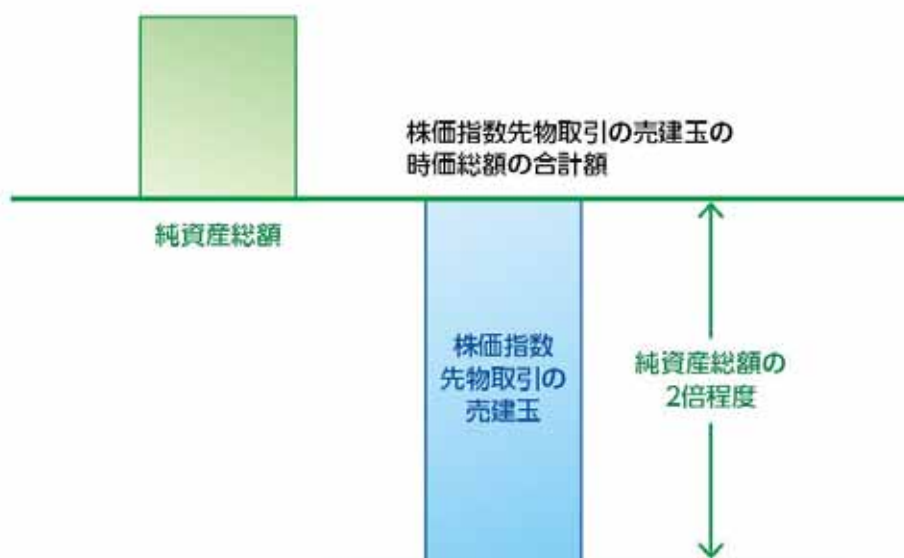 株価指数先物取引の売建玉の
時価総額の合計額
純資産総額
株価指数
先物取引の
売建玉
純資産総額の
2倍程度